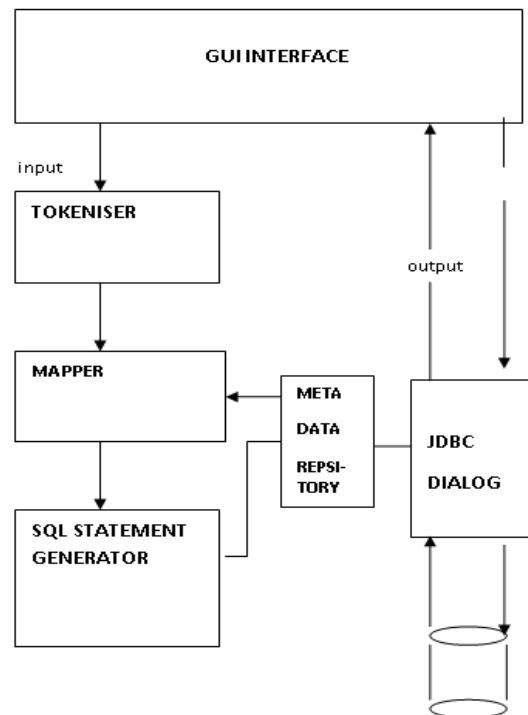 GUI INTERFACE
input
TOKENISER
output
MAPPER
META
DATA
REPSI-
TORY
JDBC
DIALOG
SQL STATEMENT
GENERATOR